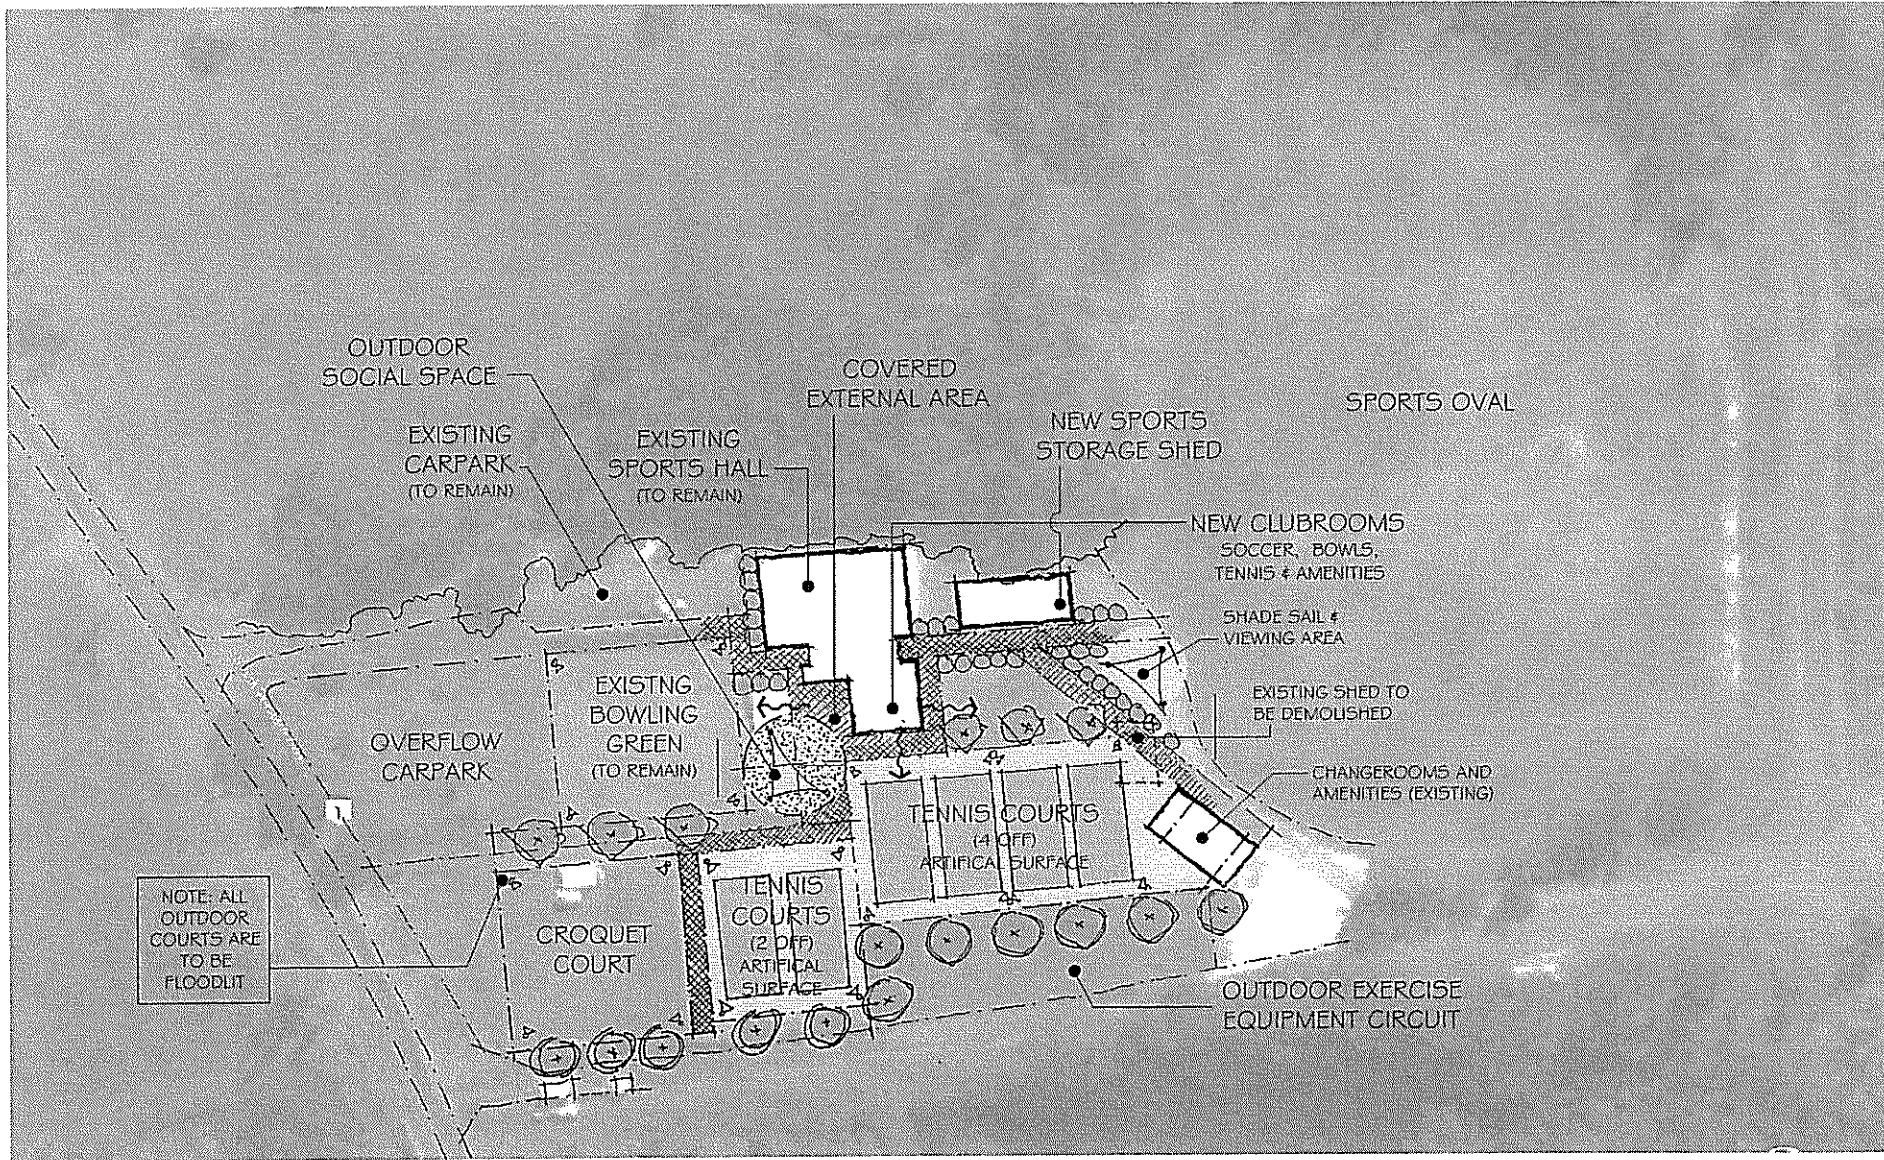 OUTDOOR
SOCIAL SPACE
COVERED
EXTERNAL AREA
SPORTS OVAL
NEW SPORTS
STORAGE SHED
EXISTING
CARPARK
(TO REMAIN)
EXISTING
SPORTS HALL
(TO REMAIN)
NEW CLUBROOMS
SOCCER, BOWLS,
TENNIS & AMENITIES
SHADE SAIL &
VIEWING AREA
EXISTNG
BOWLING
GREEN
(TO REMAIN)
EXISTING SHED TO
BE DEMOLISHED
OVERFLOW
CARPARK
CHANGEROOMS AND
AMENITIES (EXISTING)
TENNIS COURTS
(4 OFF)
ARTIFICAL SURFACE
NOTE: ALL
OUTDOOR
COURTS ARE
TO BE
FLOODLIT
TENNIS
COURTS
(2 OFF)
ARTIFICAL
SURFACE
CROQUET
COURT
OUTDOOR EXERCISE
EQUIPMENT CIRCUIT